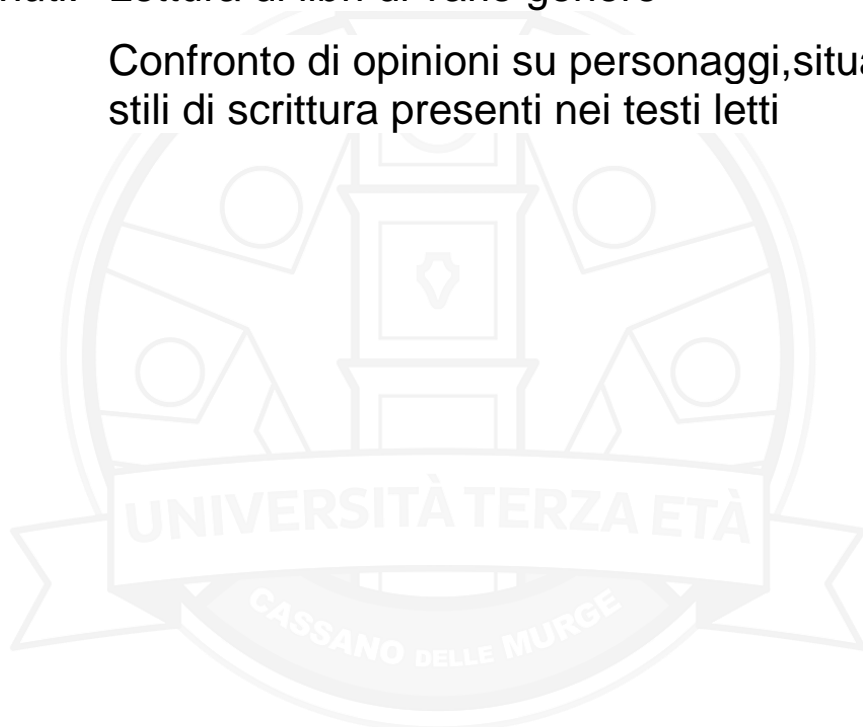 Lettura di libri di vario genere
Confronto di opinioni su personaggi,situa
stili di scrittura presenti nei testi letti
UNIVERSITÀ TERZA ETÀ
CASSANO DELLE MURGE